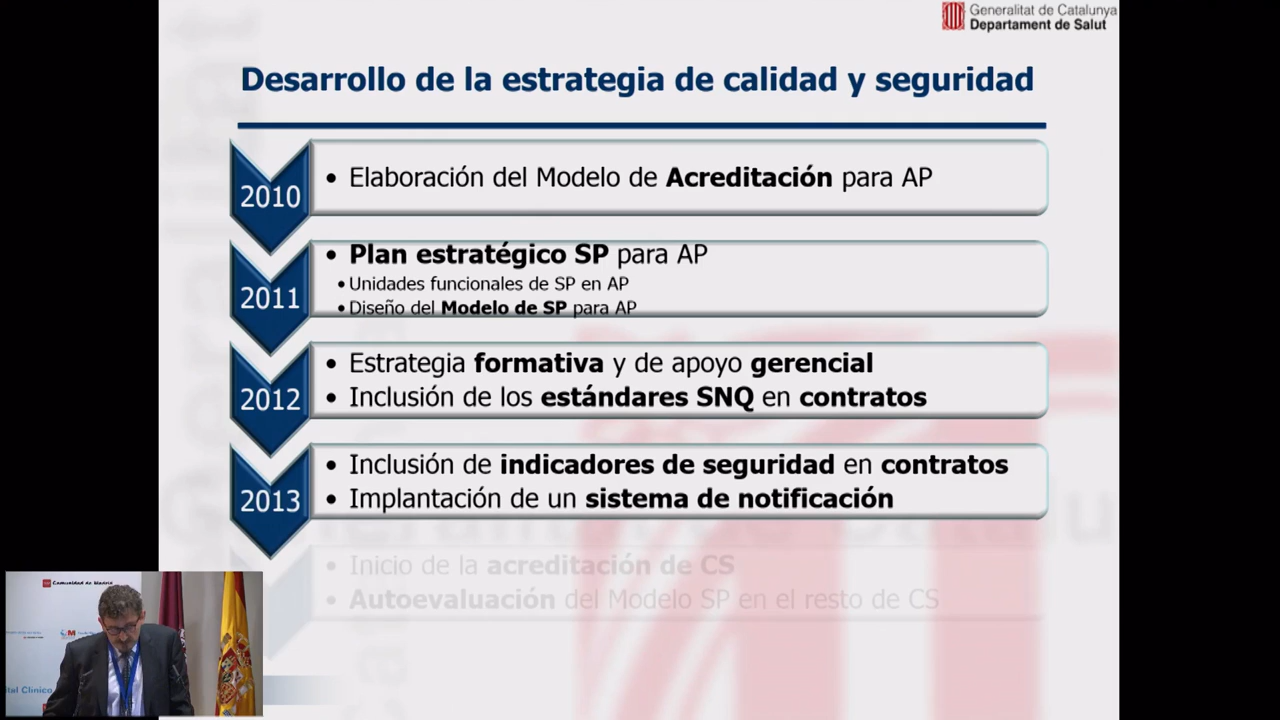 Generalitat de Catalunya
Departament de Salut
Desarrollo de la estrategia de calidad y seguridad
2010
• Elaboración del Modelo de Acreditación para AP
2011
• Plan estratégico SP para AP
• Unidades funcionales de SP en AP
• Diseño del Modelo de SP para AP
2012
• Estrategia formativa y de apoyo gerencial
• Inclusión de los estándares SNQ en contratos
2013
• Inclusión de indicadores de seguridad en contratos
• Implantación de un sistema de notificación
• Inicio de la acreditación de CS
• Autoevaluación del Modelo SP en el resto de CS
Comunidad de Madrid
ital Clínico